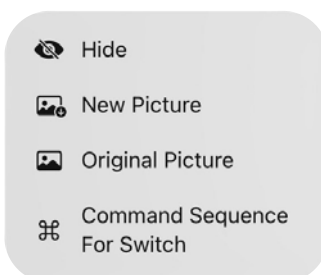 Hide
New Picture
Original Picture
Command Sequence
For Switch